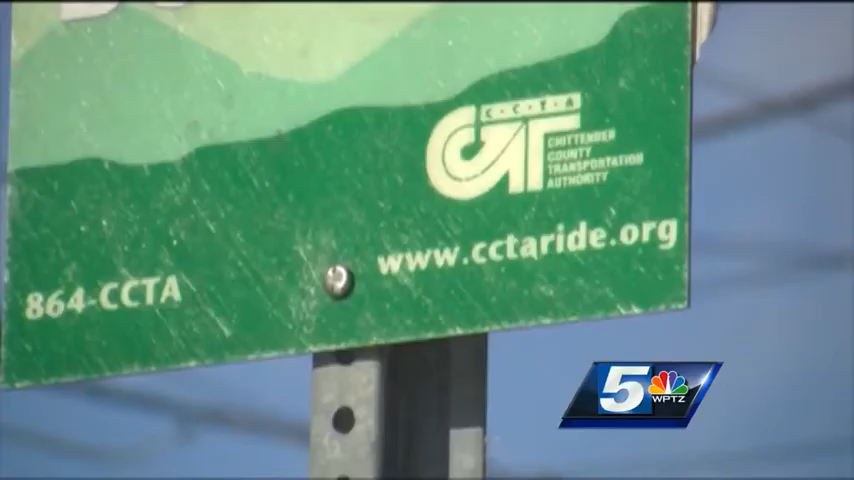 C·C·T·A
CHITTENDEN
COUNTY
TRANSPORTATION
AUTHORITY
www.cctaride.org
864-CCTA
5
WPTZ